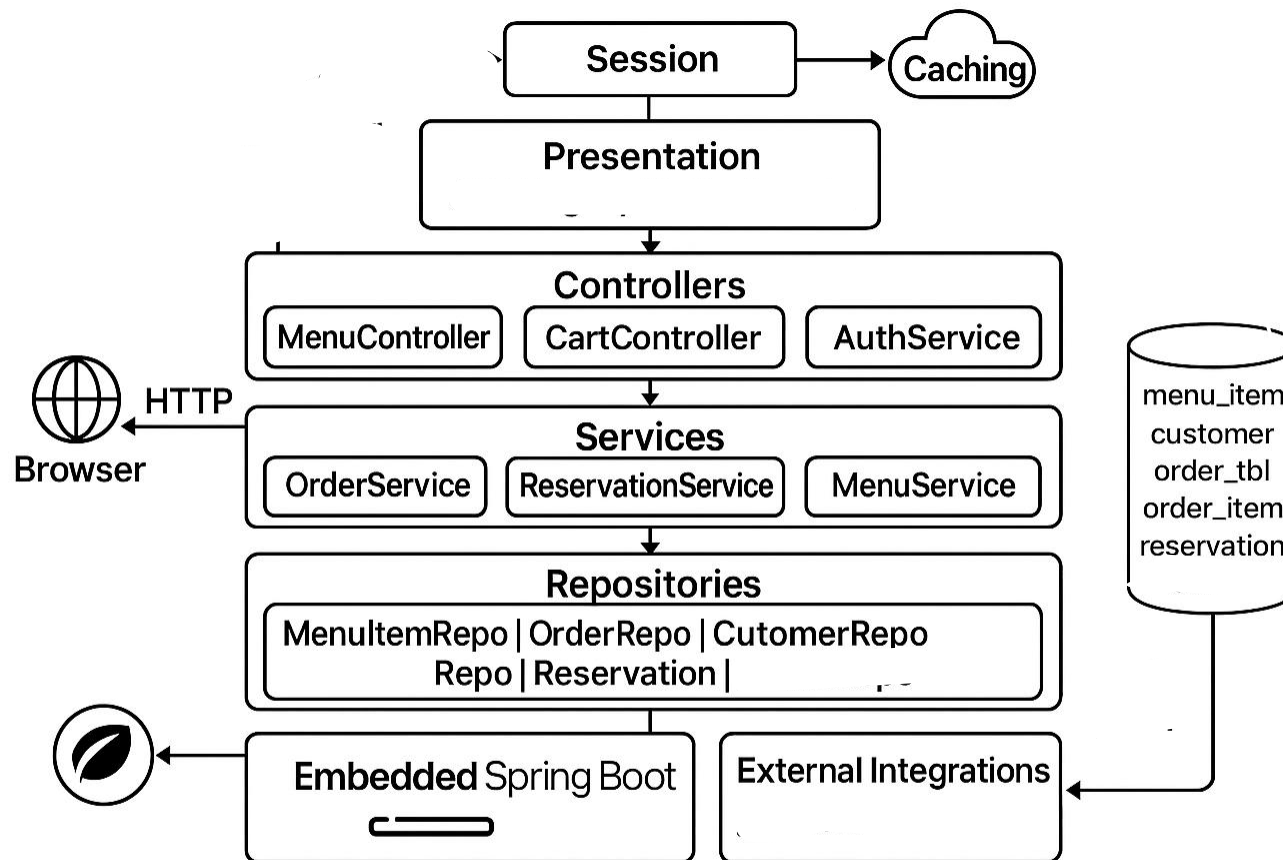 Session
Caching
Presentation
Controllers
MenuController
CartController
AuthService
HTTP
Browser
Services
OrderService
ReservationService
MenuService
menu_item
customer
order_tbl
order_item
reservation
Repositories
MenuItemRepo | OrderRepo | CutomerRepo
Repo | Reservation |
Embedded Spring Boot
External Integrations